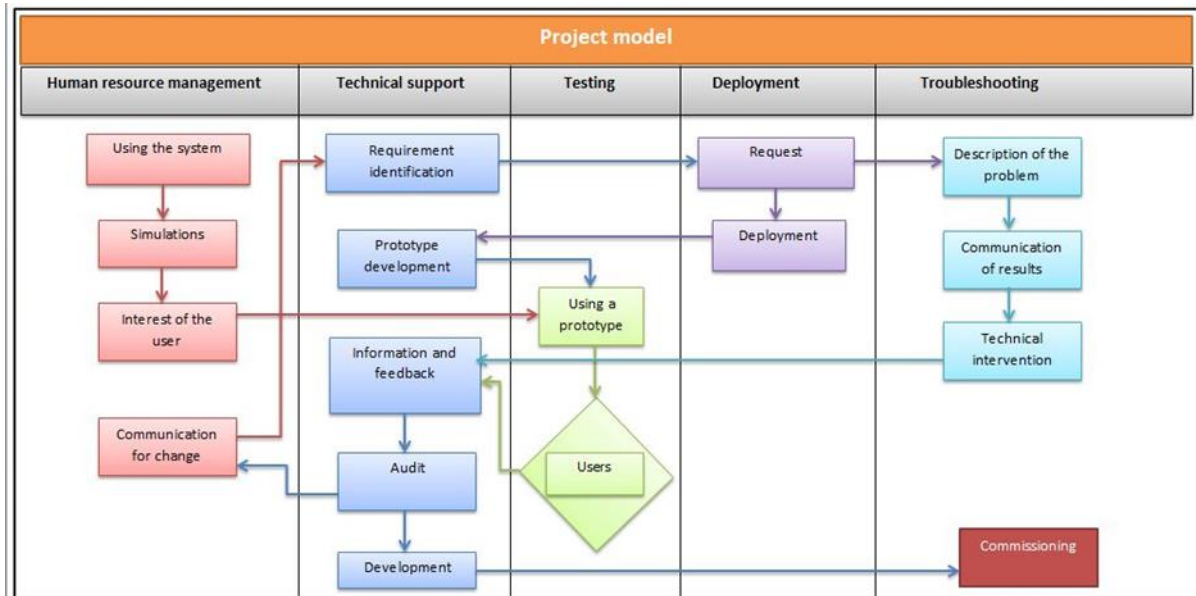 Project model
Human resource management
Technical support
Testing
Deployment
Troubleshooting
Using the system
Requirement
identification
Request
Description of the
problem
Simulations
Prototype
development
Deployment
Communication
of results
Interest of the
user
Using a
prototype
Information and
feedback
Technical
intervention
Communication
for change
Audit
Users
Development
Commissioning